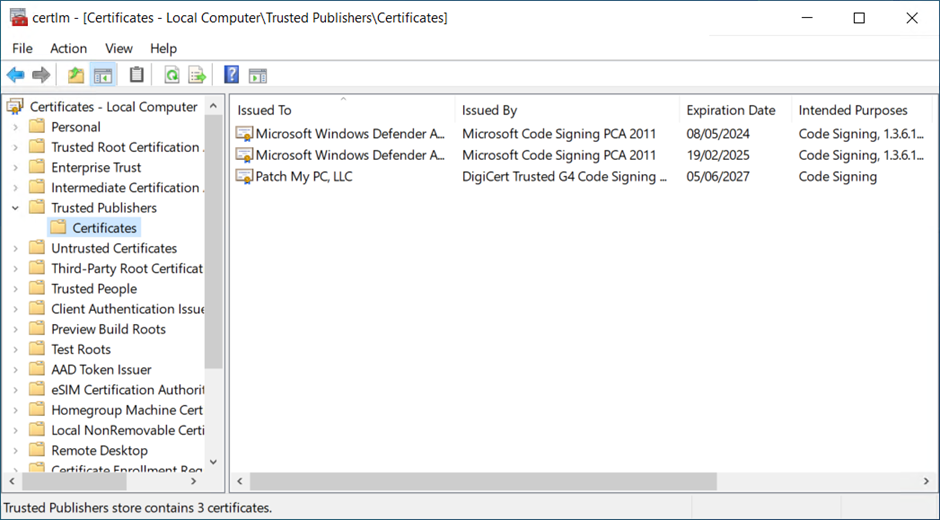 certlm - [Certificates - Local Computer\Trusted Publishers\Certificates]
File Action View Help
Certificates - Local Computer
Personal
Trusted Root Certification
Enterprise Trust
Intermediate Certification
Trusted Publishers
Certificates
Untrusted Certificates
Third-Party Root Certificat
Trusted People
Client Authentication Issue
Preview Build Roots
Test Roots
AAD Token Issuer
eSIM Certification Authorit
Homegroup Machine Cert
Local NonRemovable Certi
Remote Desktop
Certificate Enrollment Req
Issued To Issued By Expiration Date Intended Purposes
Microsoft Windows Defender A... Microsoft Code Signing PCA 2011 08/05/2024 Code Signing, 1.3.6.1...
Microsoft Windows Defender A... Microsoft Code Signing PCA 2011 19/02/2025 Code Signing, 1.3.6.1...
Patch My PC, LLC DigiCert Trusted G4 Code Signing ... 05/06/2027 Code Signing
Trusted Publishers store contains 3 certificates.